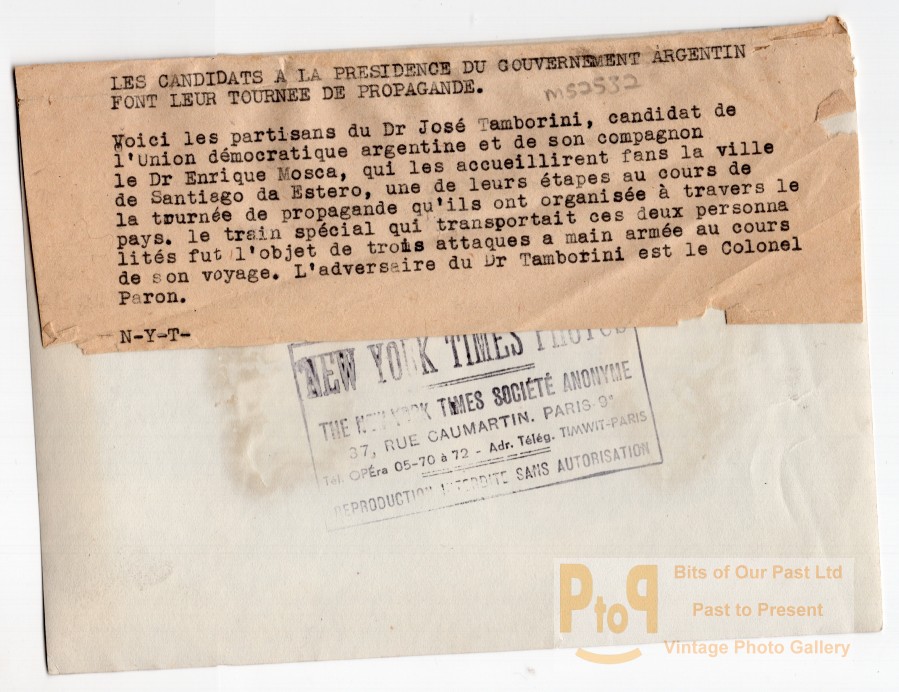 LES CANDIDATS A LA PRESIDENCE DU GOUVERNEMENT ARGENTIN
FONT LEUR TOURNEE DE PROPAGANDE.
ms2532
Voici les partisans du Dr José Tamborini, candidat de
l'Union démocratique argentine et de son compagnon
le Dr Enrique Mosca, qui les accueillirent fans la ville
de Santiago da Estero, une de leurs étapes au cours de
la tournée de propagande qu'ils ont organisée à travers le
pays. le train spécial qui transportait ces deux personna
lités fut l'objet de trois attaques a main armée au cours
de son voyage. L'adversaire du Dr Tamborini est le Colonel
Paron.
N-Y-T-
NEW YORK TIMES PHOTOS
THE NEW YORK TIMES SOCIÉTÉ ANONYME
37, RUE CAUMARTIN, PARIS-9e
Tél. OPÉra 05-70 à 72 - Adr. Télég. TIMWIT-PARIS
REPRODUCTION INTERDITE SANS AUTORISATION
PtoP
Bits of Our Past Ltd
Past to Present
Vintage Photo Gallery